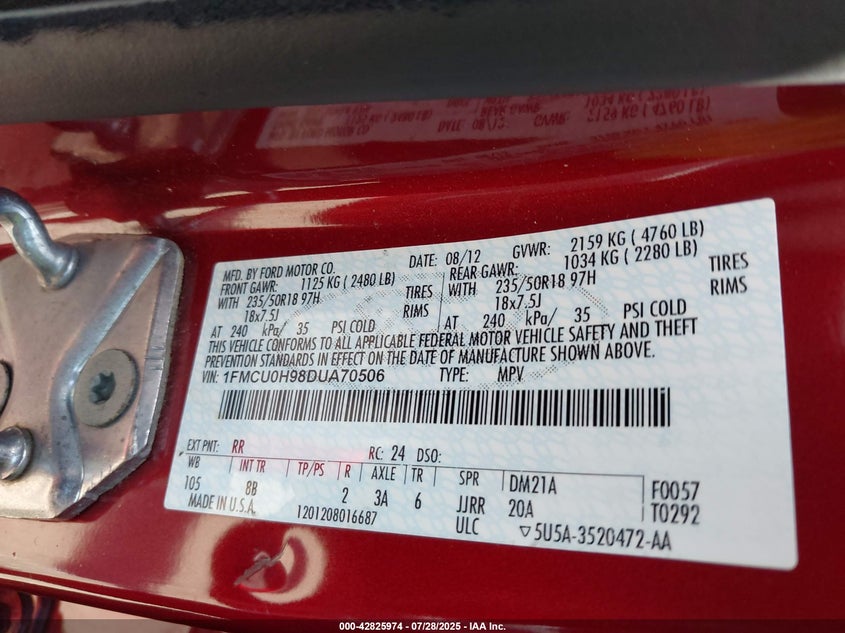 MFD. BY FORD MOTOR CO.
DATE: 08/12 GVWR: 2159 KG ( 4760 LB)
FRONT GAWR: 1125 KG ( 2480 LB) REAR GAWR: 1034 KG ( 2280 LB)
WITH 235/50R18 97H TIRES WITH 235/50R18 97H TIRES
18x7.5J RIMS 18x7.5J RIMS
AT 240 kPa/ 35 PSI COLD AT 240 kPa/ 35 PSI COLD
THIS VEHICLE CONFORMS TO ALL APPLICABLE FEDERAL MOTOR VEHICLE SAFETY AND THEFT
PREVENTION STANDARDS IN EFFECT ON THE DATE OF MANUFACTURE SHOWN ABOVE.
VIN: 1FMCU0H98DUA70506 TYPE: MPV
EXT PNT: RR RC: 24 DSO:
WB INT TR TP/PS R AXLE TR SPR DM21A F0057
105 8B 2 3A 6 JJRR 20A T0292
MADE IN U.S.A. 1201208016687 ULC ▽5U5A-3520472-AA
000-42825974 / 07/28/2025 - IAA Inc.